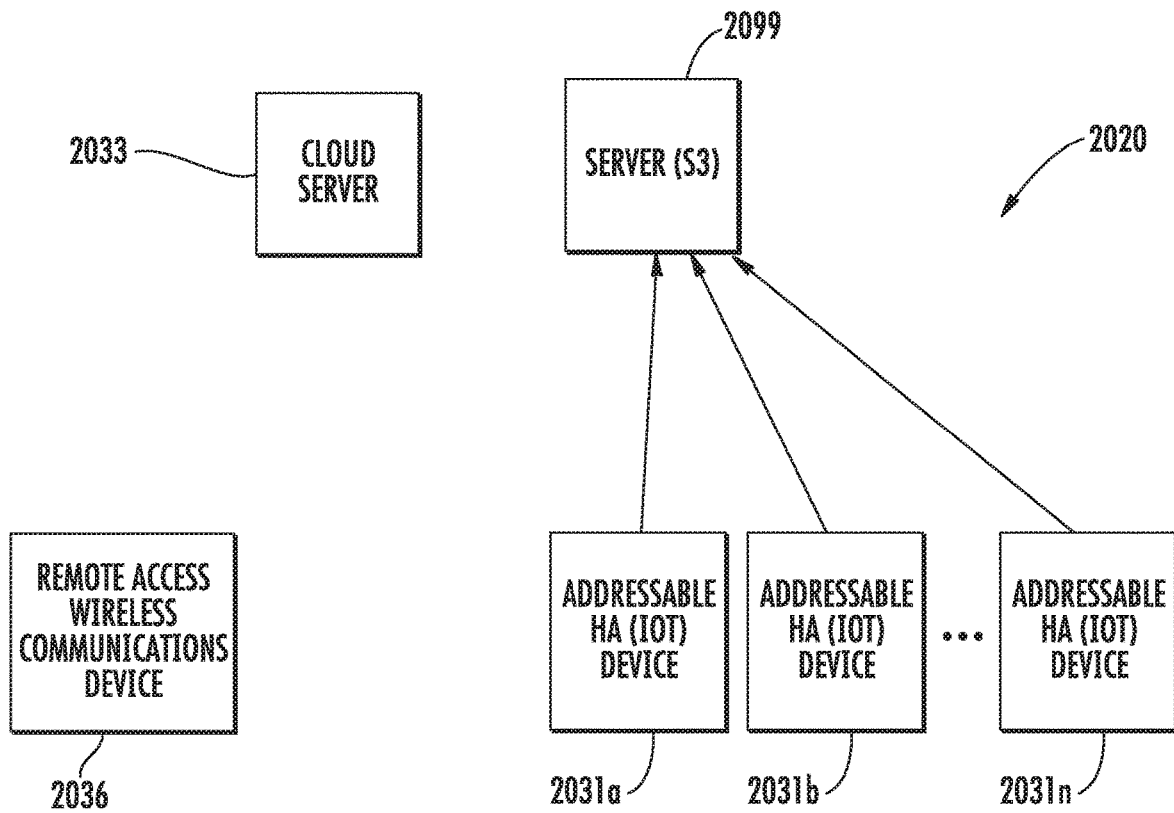 2099
2033
CLOUD
SERVER
SERVER (S3)
2020
REMOTE ACCESS
WIRELESS
COMMUNICATIONS
DEVICE
ADDRESSABLE
HA (IOT)
DEVICE
ADDRESSABLE
HA (IOT)
DEVICE
•••
ADDRESSABLE
HA (IOT)
DEVICE
2036
2031a
2031b
2031n